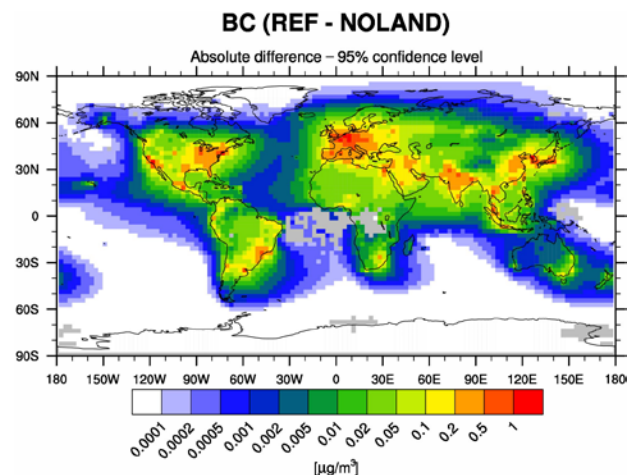 BC (REF - NOLAND)
Absolute difference – 95% confidence level
90N
60N
30N
0
30S
60S
90S
180 150W 120W 90W 60W 30W 0 30E 60E 90E 120E 150E 180
0.0001 0.0002 0.0005 0.001 0.002 0.005 0.01 0.02 0.05 0.1 0.2 0.5 1
[µg/m³]